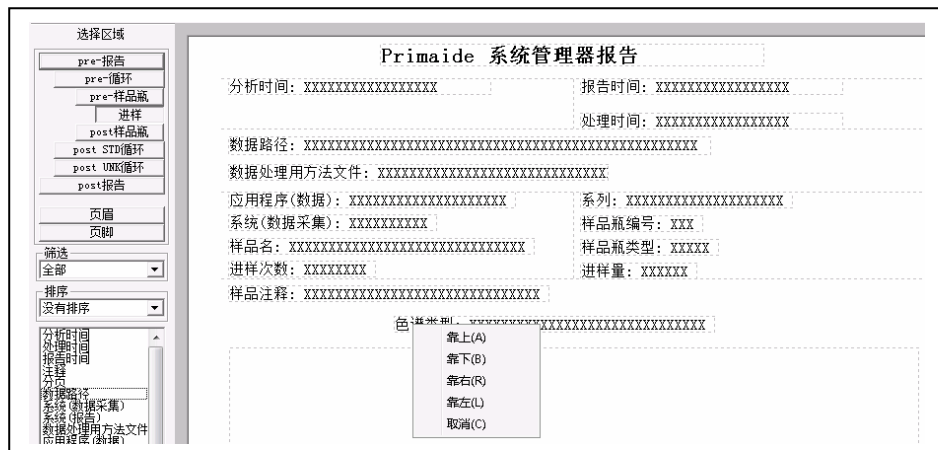 选择区域
pre-报告
pre-循环
pre-样品瓶
进样
post样品瓶
post STD循环
post UNK循环
post报告
页眉
页脚
筛选
全部
排序
没有排序
分析时间
处理时间
报告时间
注释
分页
数据路径
系统(数据采集)
系统(报告)
数据处理用方法文件
应用程序(数据)
Primaide 系统管理器报告
分析时间: XXXXXXXXXXXXXXXXX 报告时间: XXXXXXXXXXXXXXXXX
处理时间: XXXXXXXXXXXXXXXXX
数据路径: XXXXXXXXXXXXXXXXXXXXXXXXXXXXXXXXXXXXXXXXXXXXXXXXXX
数据处理用方法文件: XXXXXXXXXXXXXXXXXXXXXXXXXXXXX
应用程序(数据): XXXXXXXXXXXXXXXXXXXX 系列: XXXXXXXXXXXXXXXXXXXX
系统(数据采集): XXXXXXXXXX 样品瓶编号: XXX
样品名: XXXXXXXXXXXXXXXXXXXXXXXXXXXXXX 样品瓶类型: XXXXX
进样次数: XXXXXXXX 进样量: XXXXXX
样品注释: XXXXXXXXXXXXXXXXXXXXXXXXXXXXXX
色谱类型: XXXXXXXXXXXXXXXXXXXXXXXXXXXXXX
靠上(A)
靠下(B)
靠右(R)
靠左(L)
取消(C)